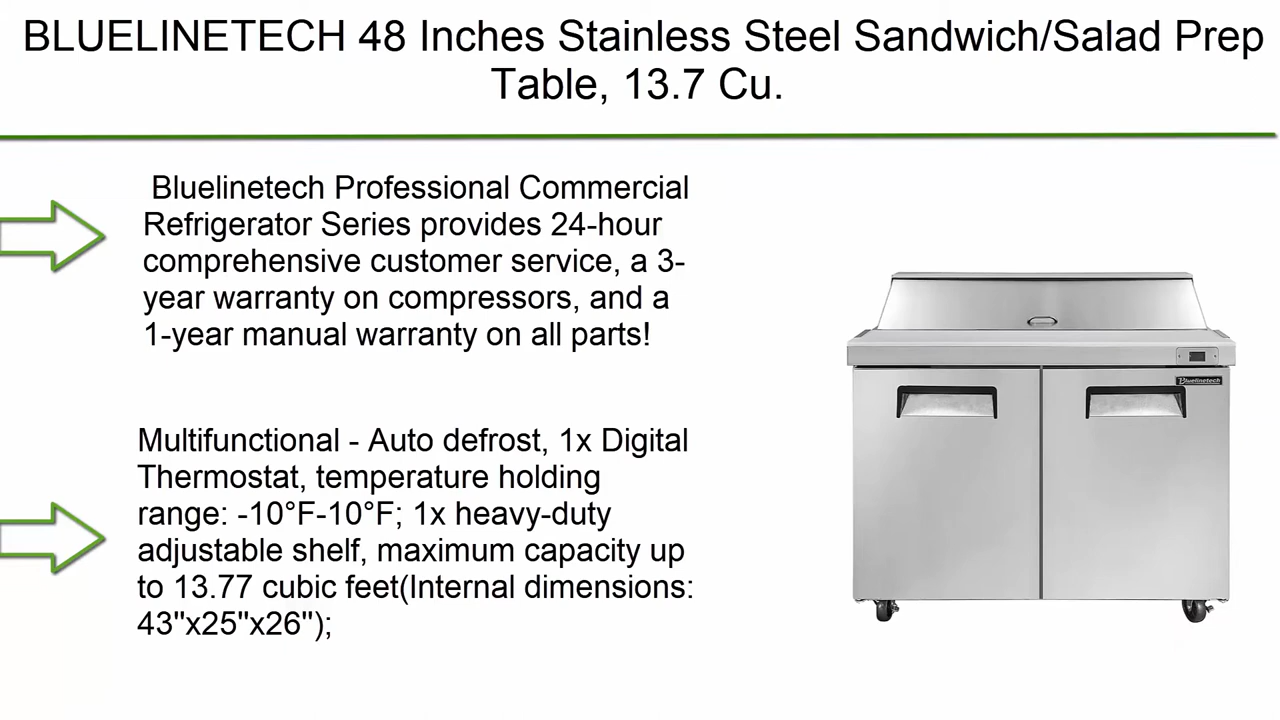 BLUELINETECH 48 Inches Stainless Steel Sandwich/Salad Prep
Table, 13.7 Cu.
Bluelinetech Professional Commercial
Refrigerator Series provides 24-hour
comprehensive customer service, a 3-
year warranty on compressors, and a
1-year manual warranty on all parts!
Multifunctional - Auto defrost, 1x Digital
Thermostat, temperature holding
range: -10°F-10°F; 1x heavy-duty
adjustable shelf, maximum capacity up
to 13.77 cubic feet(Internal dimensions:
43"x25"x26");
Bluelinetech